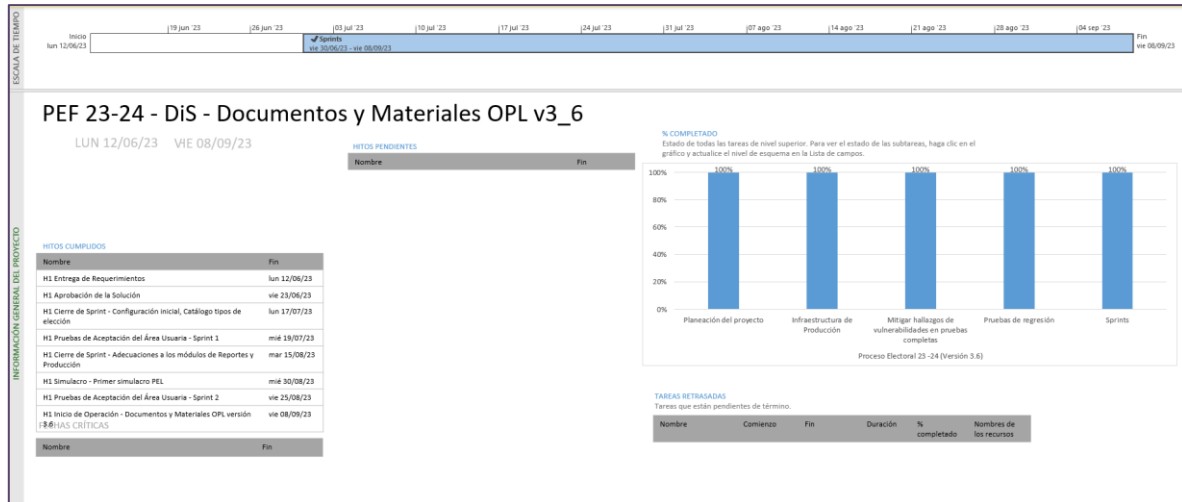 ESCALA DE TIEMPO
Inicio
lun 12/06/23
19 jun '23
26 jun '23
03 jul '23
10 jul '23
17 jul '23
24 jul '23
31 jul '23
07 ago '23
14 ago '23
21 ago '23
28 ago '23
04 sep '23
Sprints
vie 30/06/23 - vie 08/09/23
Fin
vie 08/09/23
INFORMACIÓN GENERAL DEL PROYECTO
PEF 23-24 - DiS - Documentos y Materiales OPL v3_6
LUN 12/06/23 VIE 08/09/23
HITOS PENDIENTES
Nombre Fin
HITOS CUMPLIDOS
Nombre Fin
H1 Entrega de Requerimientos lun 12/06/23
H1 Aprobación de la Solución vie 23/06/23
H1 Cierre de Sprint - Configuración inicial, Catálogo tipos de lun 17/07/23
elección
H1 Pruebas de Aceptación del Área Usuaria - Sprint 1 mié 19/07/23
H1 Cierre de Sprint - Adecuaciones a los módulos de Reportes y mar 15/08/23
Producción
H1 Simulacro - Primer simulacro PEL mié 30/08/23
H1 Pruebas de Aceptación del Área Usuaria - Sprint 2 vie 25/08/23
H1 Inicio de Operación - Documentos y Materiales OPL versión vie 08/09/23
3.6
FECHAS CRÍTICAS
Nombre Fin
% COMPLETADO
Estado de todas las tareas de nivel superior. Para ver el estado de las subtareas, haga clic en el
gráfico y actualice el nivel de esquema en la Lista de campos.
100%
80%
60%
40%
20%
0%
100% 100% 100% 100% 100%
Planeación del proyecto
Infraestructura de
Producción
Mitigar hallazgos de
vulnerabilidades en pruebas
completas
Pruebas de regresión
Sprints
Proceso Electoral 23 -24 (Versión 3.6)
TAREAS RETRASADAS
Tareas que están pendientes de término.
Nombre Comienzo Fin Duración % Nombres de
completado los recursos